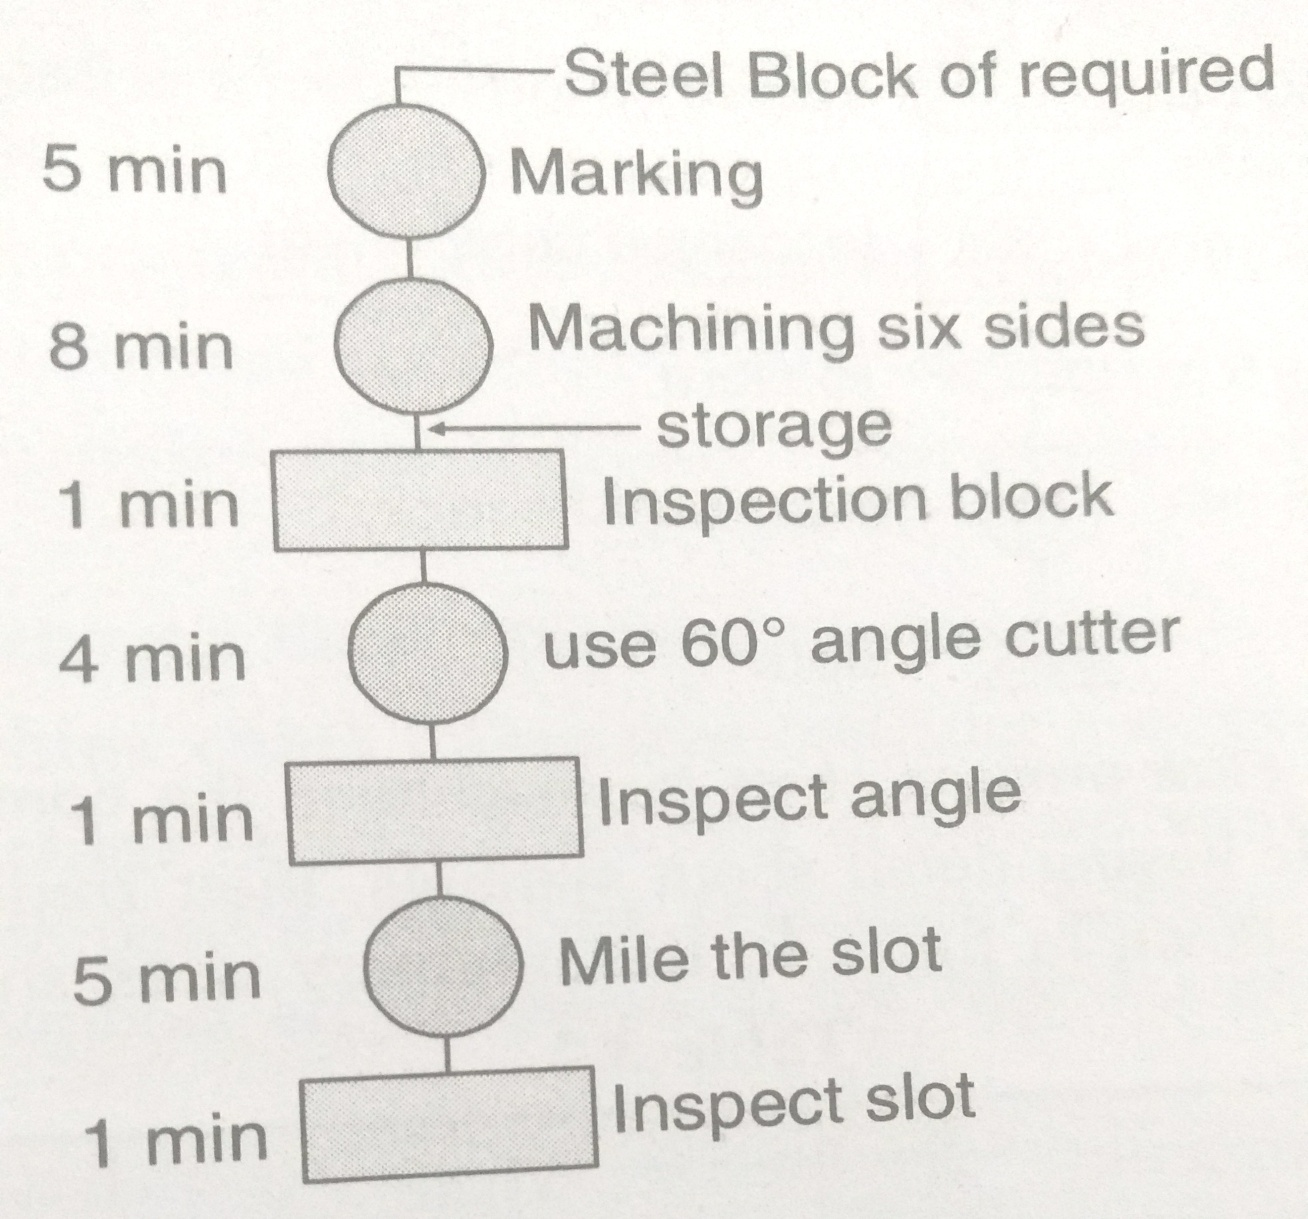 Steel Block of required
5 min Marking
8 min Machining six sides
storage
1 min Inspection block
4 min use 60° angle cutter
1 min Inspect angle
5 min Mile the slot
1 min Inspect slot